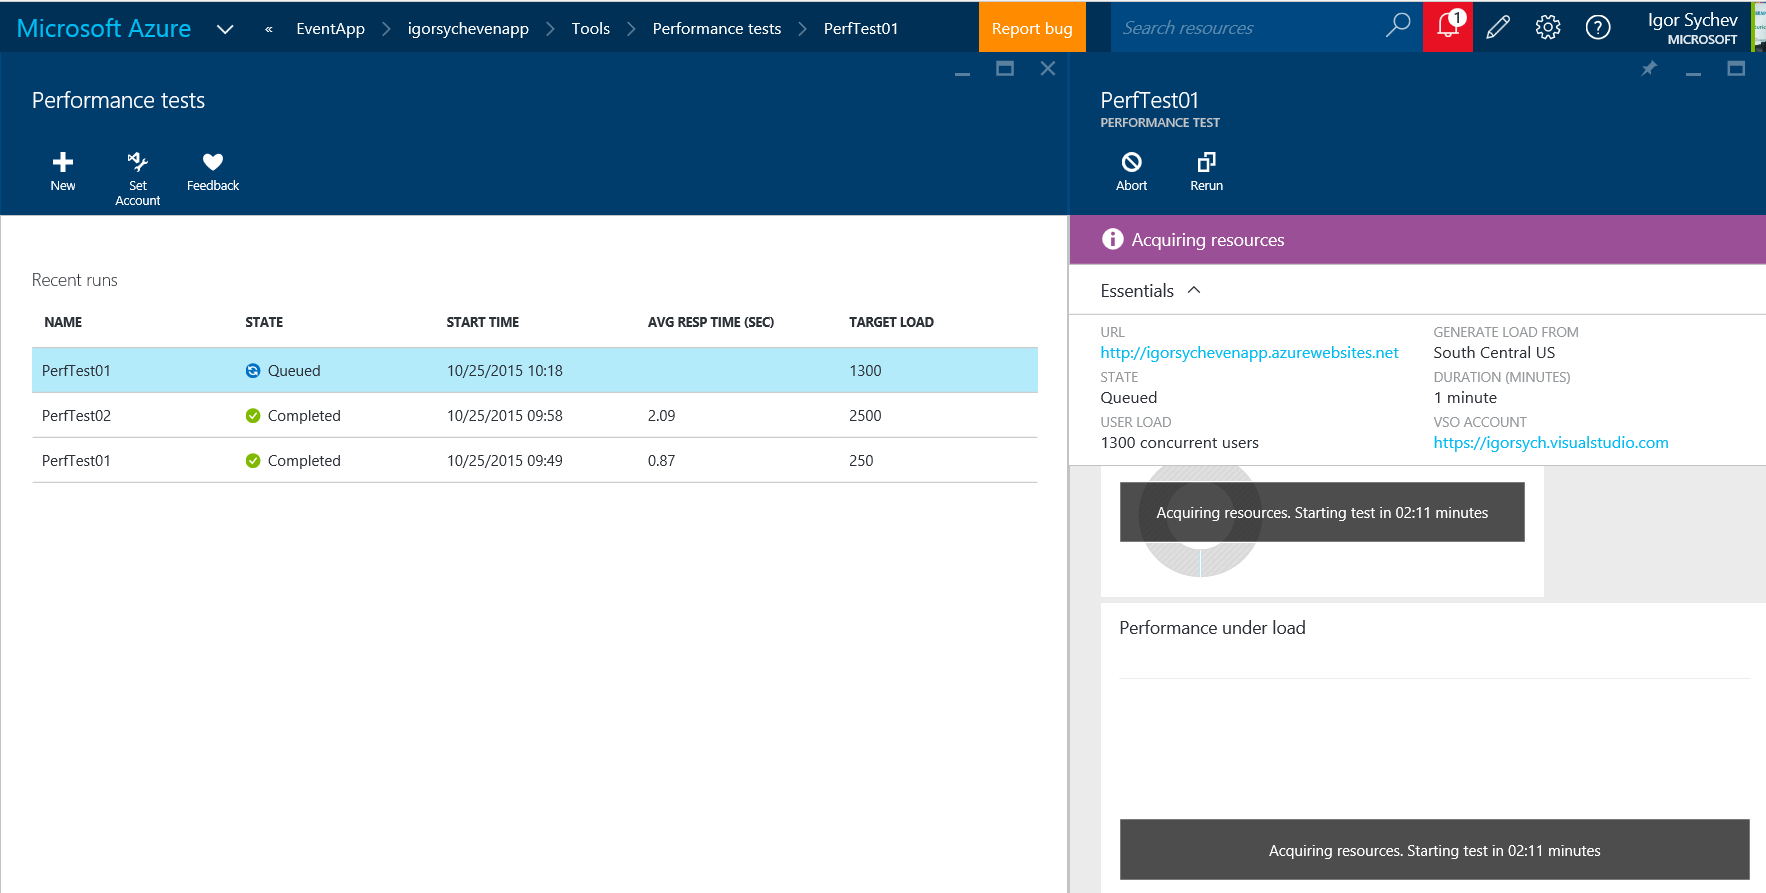 Microsoft Azure
« EventApp igorsychevenapp Tools Performance tests PerfTest01
Report bug
Search resources
1
Igor Sychev
MICROSOFT
Performance tests
New
Set Account
Feedback
Recent runs
NAME STATE START TIME AVG RESP TIME (SEC) TARGET LOAD
PerfTest01 Queued 10/25/2015 10:18 1300
PerfTest02 Completed 10/25/2015 09:58 2.09 2500
PerfTest01 Completed 10/25/2015 09:49 0.87 250
PerfTest01
PERFORMANCE TEST
Abort
Rerun
Acquiring resources
Essentials
URL
http://igorsychevenapp.azurewebsites.net
STATE
Queued
USER LOAD
1300 concurrent users
GENERATE LOAD FROM
South Central US
DURATION (MINUTES)
1 minute
VSO ACCOUNT
https://igorsych.visualstudio.com
Acquiring resources. Starting test in 02:11 minutes
Performance under load
Acquiring resources. Starting test in 02:11 minutes